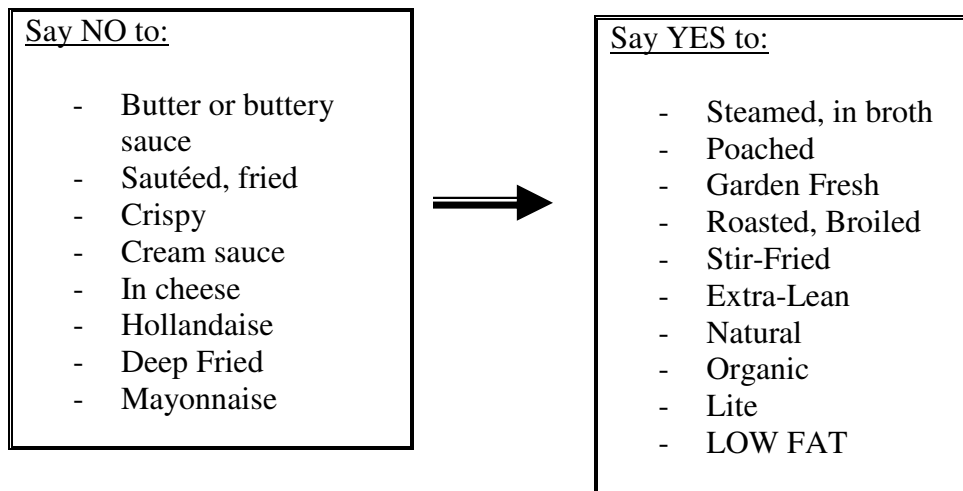 Say NO to:
- Butter or buttery
sauce
- Sautéed, fried
- Crispy
- Cream sauce
- In cheese
- Hollandaise
- Deep Fried
- Mayonnaise
Say YES to:
- Steamed, in broth
- Poached
- Garden Fresh
- Roasted, Broiled
- Stir-Fried
- Extra-Lean
- Natural
- Organic
- Lite
- LOW FAT